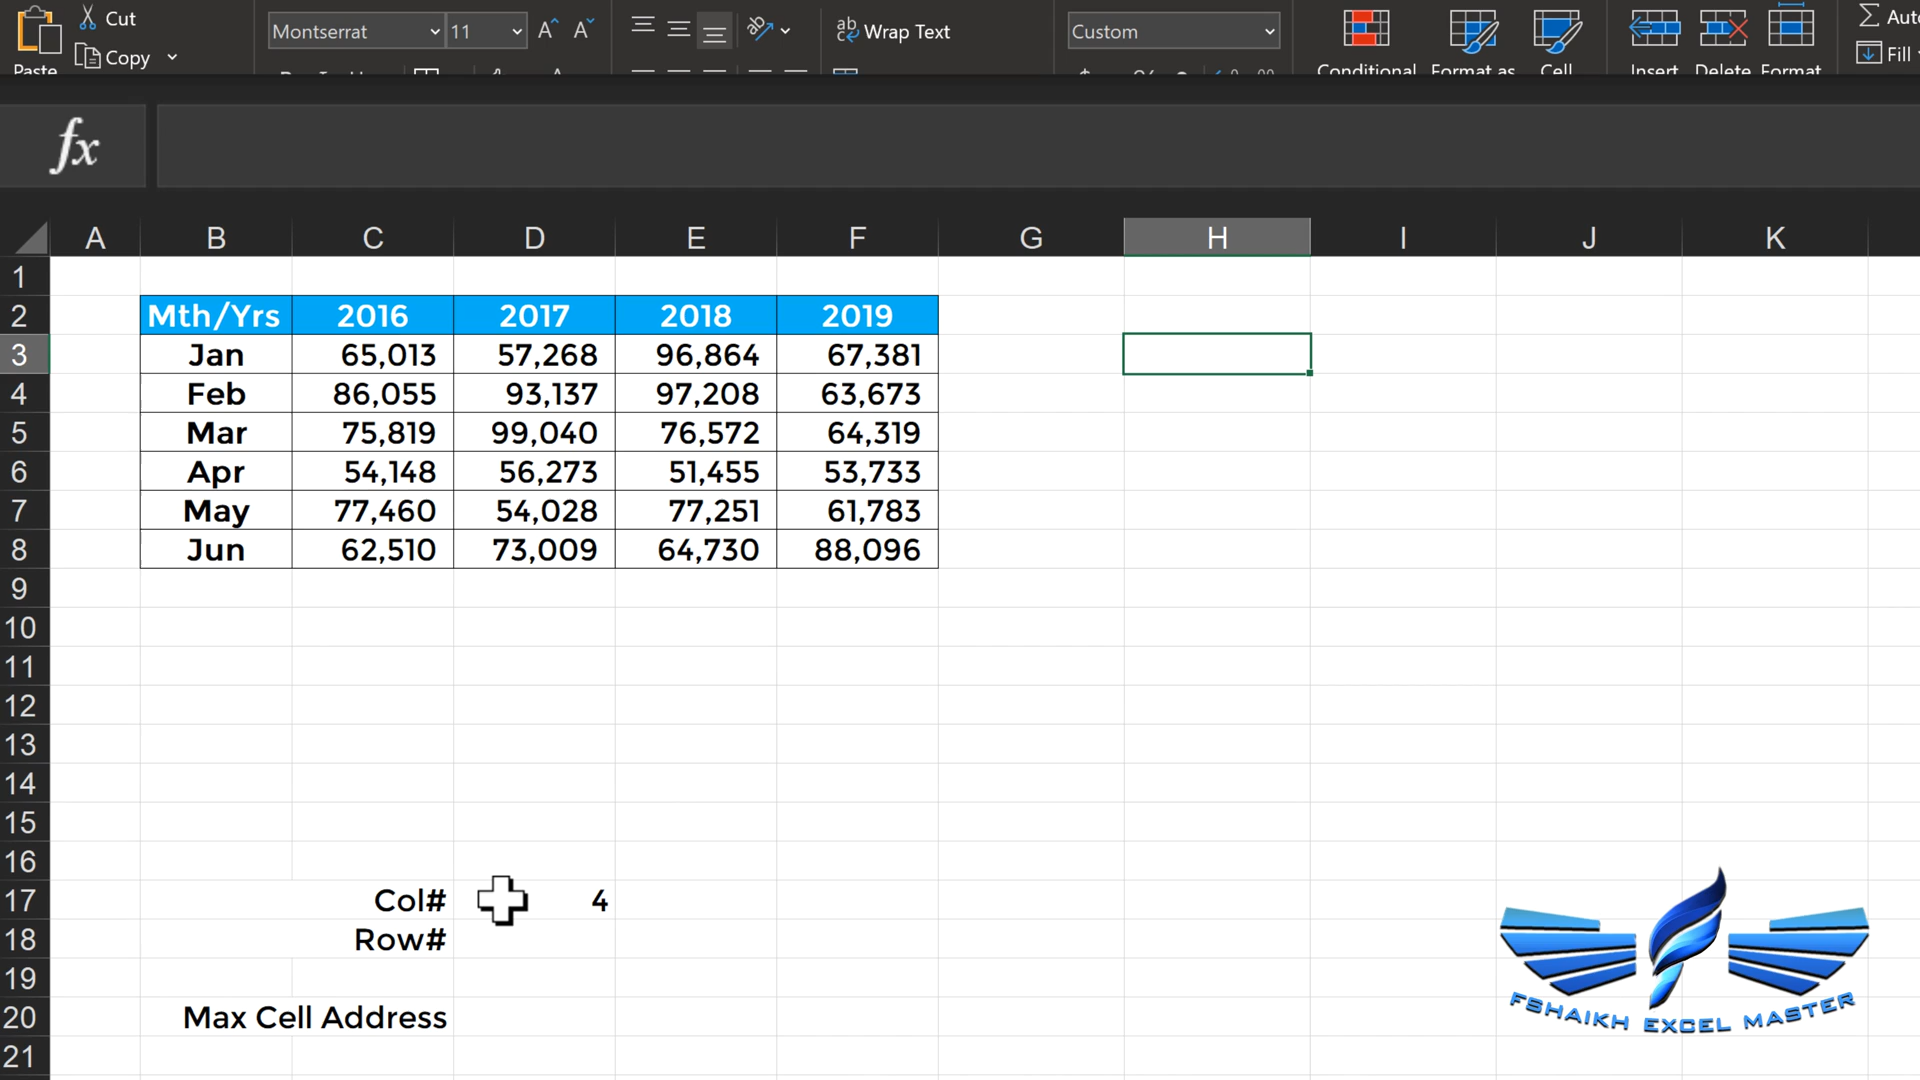 Cut
Montserrat 11 A A ab Wrap Text Custom Σ Auto
Copy Fill
Paste Conditional Format as Cell Insert Delete Format
fx
A B C D E F G H I J K
1
2 Mth/Yrs 2016 2017 2018 2019
3 Jan 65,013 57,268 96,864 67,381
4 Feb 86,055 93,137 97,208 63,673
5 Mar 75,819 99,040 76,572 64,319
6 Apr 54,148 56,273 51,455 53,733
7 May 77,460 54,028 77,251 61,783
8 Jun 62,510 73,009 64,730 88,096
9
10
11
12
13
14
15
16
17 Col# 4
18 Row#
19
20 Max Cell Address
21
FSHAIKH EXCEL MASTER